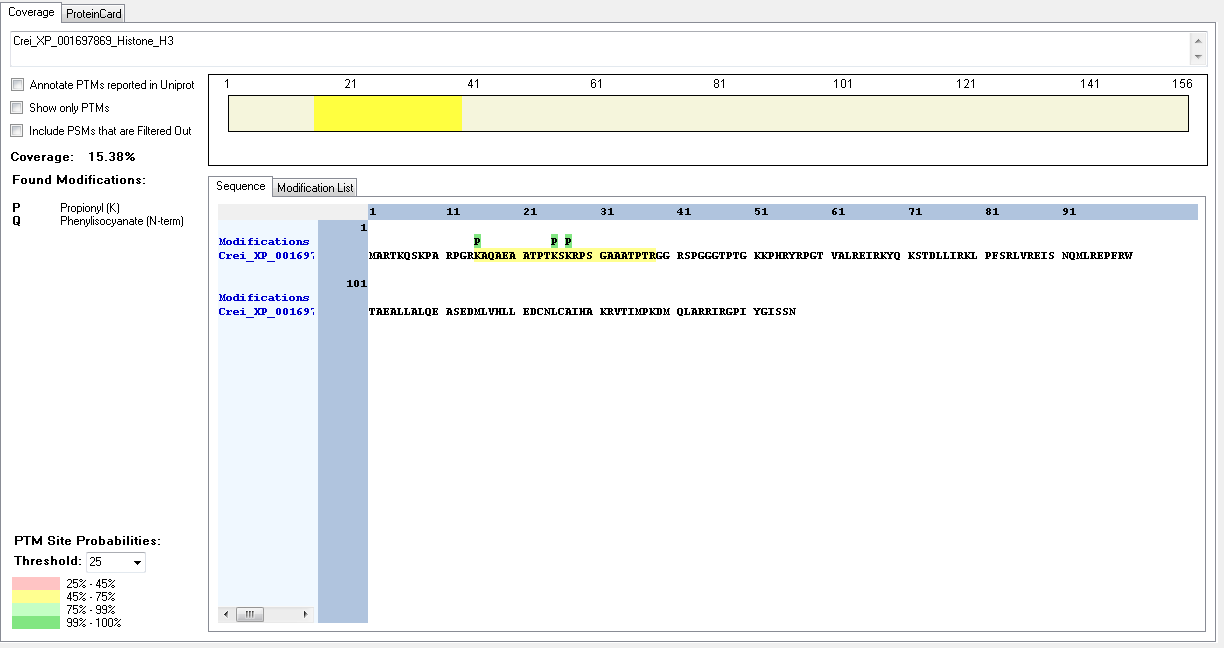 Coverage ProteinCard
Crei_XP_001697869_Histone_H3
Annotate PTMs reported in Uniprot
Show only PTMs
Include PSMs that are Filtered Out
1 21 41 61 81 101 121 141 156
Coverage: 15.38%
Found Modifications:
P Propionyl (K)
Q Phenylisocyanate (N-term)
Sequence Modification List
1 11 21 31 41 51 61 71 81 91
1
Modifications P P P
Crei_XP_00169 MARTKQSKPA RPGRKAQAEA ATPTKSKRPS GAAATPTRGG RSPGGGTPTG KKPHRYRPGT VALREIRKYQ KSTDLLIRKL PFSRLVREIS NQMLREPFRW
101
Modifications
Crei_XP_00169 TAEALLALQE ASEDMLVHLL EDCNLCAIHA KRVTIMPKDM QLARRIRGPI YGISSN
PTM Site Probabilities:
Threshold: 25
25% - 45%
45% - 75%
75% - 99%
99% - 100%